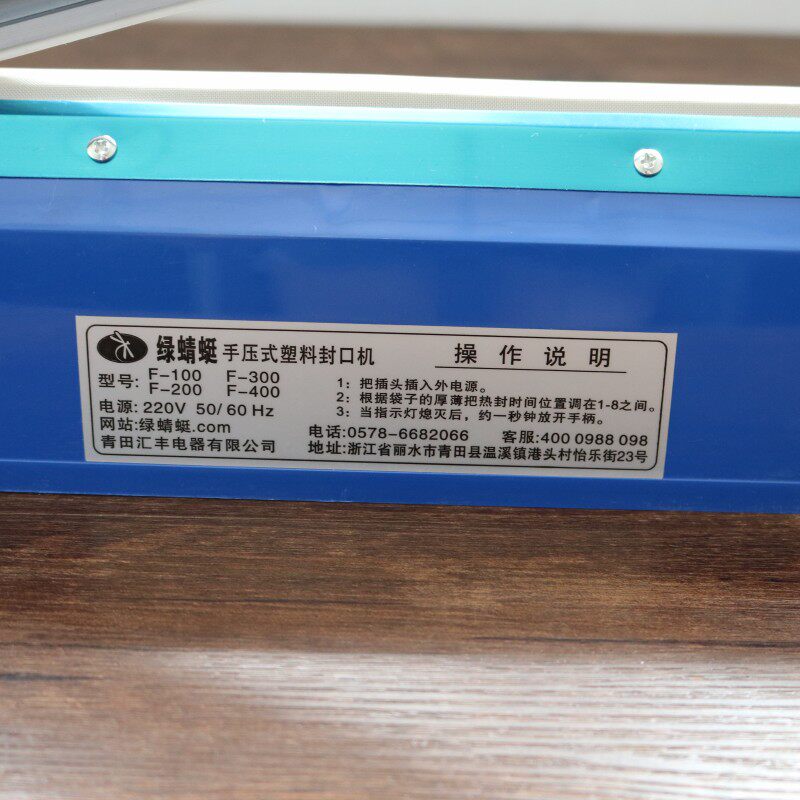 绿蜻蜓 手压式塑料封口机
型号: F-100 F-300
F-200 F-400
电源: 220V 50/60 Hz
网站:绿蜻蜓.com
青田汇丰电器有限公司
操作说明
1: 把插头插入外电源。
2: 根据袋子的厚薄把热封时间位置调在1-8之间。
3: 当指示灯熄灭后，约一秒钟放开手柄。
电话:0578-6682066 客服:400 0988 098
地址:浙江省丽水市青田县温溪镇港头村怡乐街23号